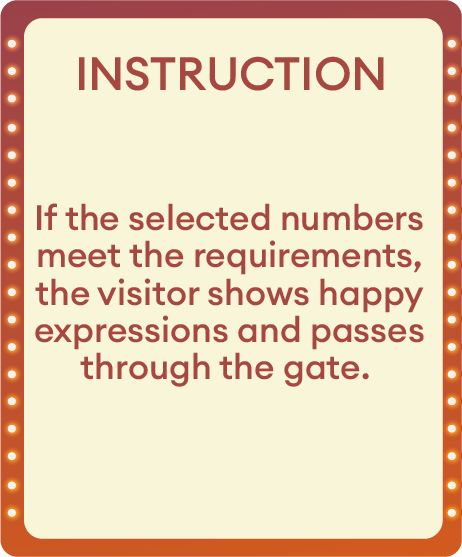 INSTRUCTION
If the selected numbers
meet the requirements,
the visitor shows happy
expressions and passes
through the gate.